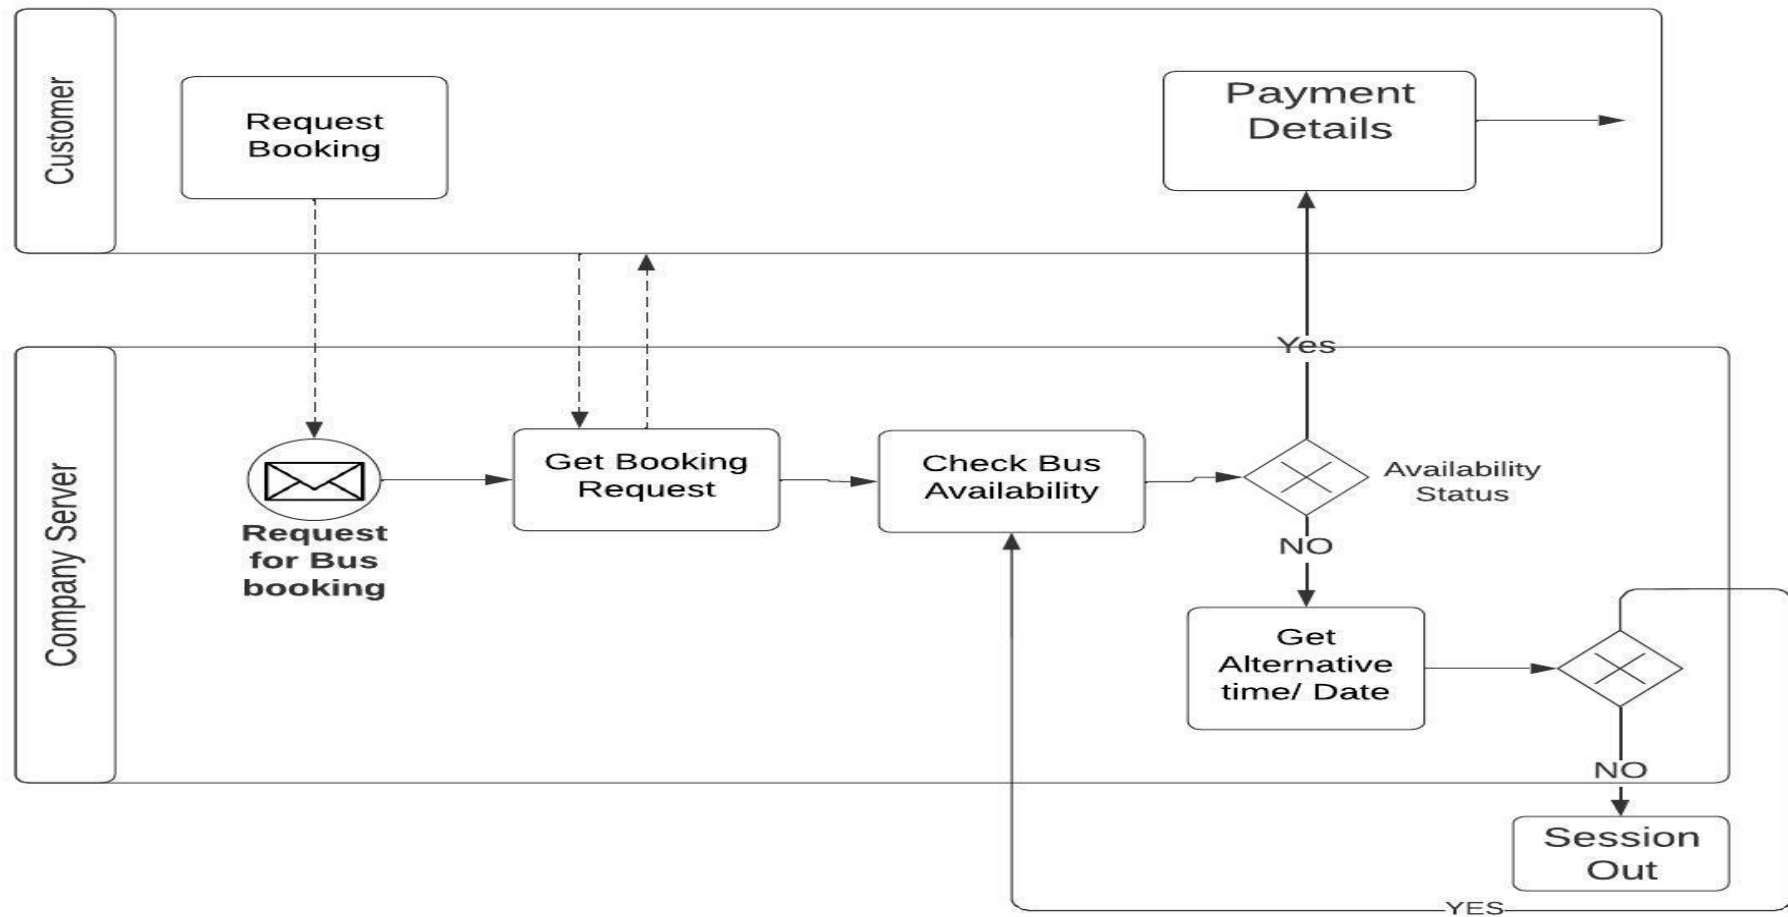 Customer
Request
Booking
Payment
Details
Yes
Company Server
Request
for Bus
booking
Get Booking
Request
Check Bus
Availability
Availability
Status
NO
Get
Alternative
time/ Date
NO
Session
Out
YES